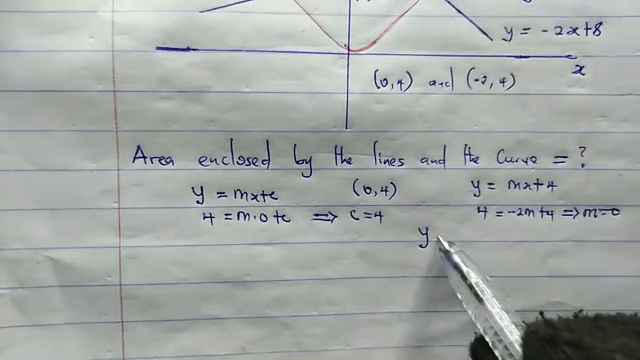 y = -2x+8
x
(0,4) and (-2,4)
Area enclosed by the lines and the curve = ?
y = mx+c (0,4) y = mx+4
4 = m·0+c ⟹ c=4 4 = -2m+4 ⟹ m=0
y